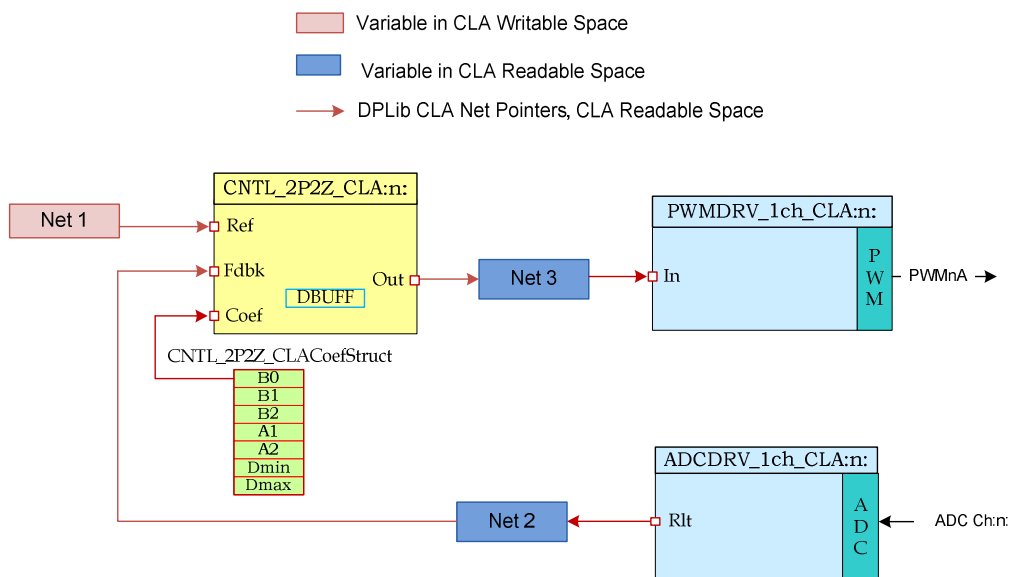 Variable in CLA Writable Space
Variable in CLA Readable Space
DPLib CLA Net Pointers, CLA Readable Space
CNTL_2P2Z_CLA:n:
Net 1
Ref
Fdbk
Out
DBUFF
Coef
Net 3
PWMDRV_1ch_CLA:n:
In
P
W
M
PWMnA
CNTL_2P2Z_CLACoefStruct
B0
B1
B2
A1
A2
Dmin
Dmax
Net 2
ADCDRV_1ch_CLA:n:
Rlt
A
D
C
ADC Ch:n: